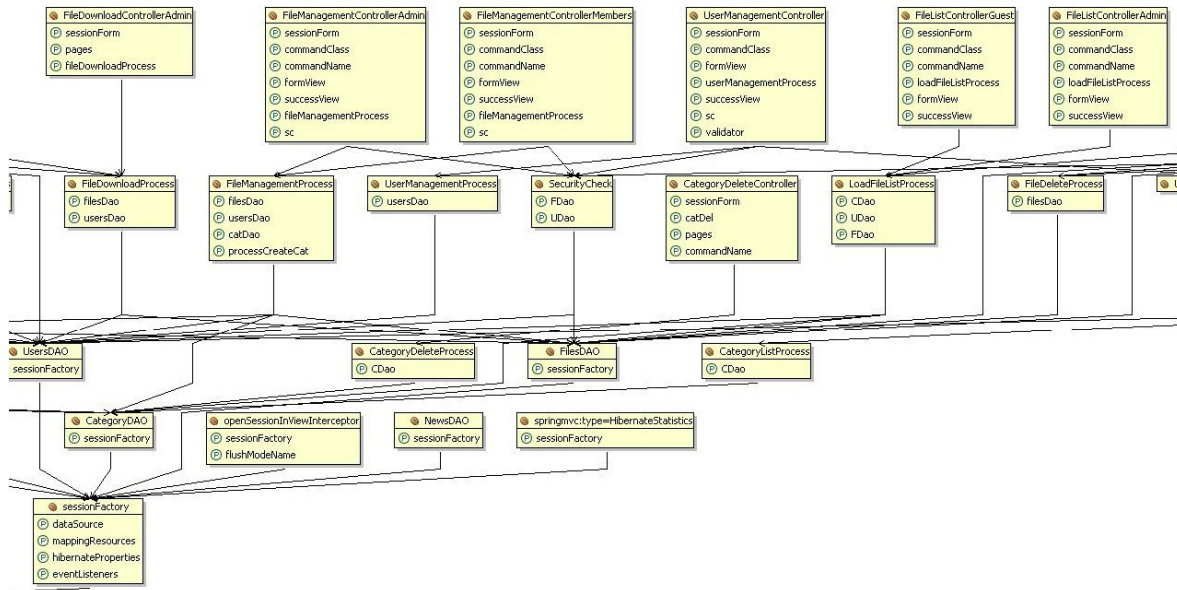 FileDownloadControllerAdmin
sessionForm
pages
fileDownloadProcess
FileManagementControllerAdmin
sessionForm
commandClass
commandName
formView
successView
fileManagementProcess
sc
FileManagementControllerMembers
sessionForm
commandClass
commandName
formView
successView
fileManagementProcess
sc
UserManagementController
sessionForm
commandClass
formView
userManagementProcess
successView
sc
validator
FileListControllerGuest
sessionForm
commandClass
commandName
loadFileListProcess
formView
successView
FileListControllerAdmin
sessionForm
commandClass
commandName
loadFileListProcess
formView
successView
FileDownloadProcess
filesDao
usersDao
FileManagementProcess
filesDao
usersDao
catDao
processCreateCat
UserManagementProcess
usersDao
SecurityCheck
FDao
UDao
CategoryDeleteController
sessionForm
catDel
pages
commandName
LoadFileListProcess
CDao
UDao
FDao
FileDeleteProcess
filesDao
UsersDAO
sessionFactory
CategoryDeleteProcess
CDao
FilesDAO
sessionFactory
CategoryListProcess
CDao
CategoryDAO
sessionFactory
openSessionInViewInterceptor
sessionFactory
flushModeName
NewsDAO
sessionFactory
springmvc:type=HibernateStatistics
sessionFactory
sessionFactory
dataSource
mappingResources
hibernateProperties
eventListeners